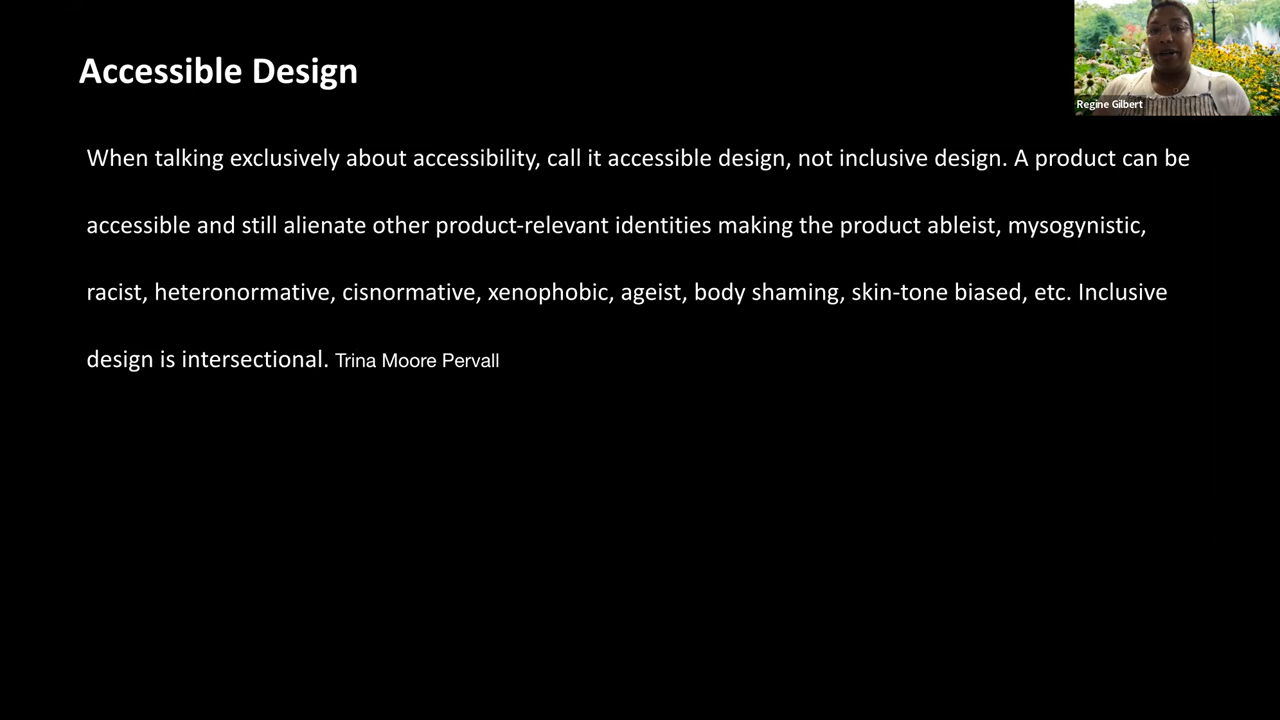 Accessible Design
Regine Gilbert
When talking exclusively about accessibility, call it accessible design, not inclusive design. A product can be
accessible and still alienate other product-relevant identities making the product ableist, mysogynistic,
racist, heteronormative, cisnormative, xenophobic, ageist, body shaming, skin-tone biased, etc. Inclusive
design is intersectional. Trina Moore Pervall